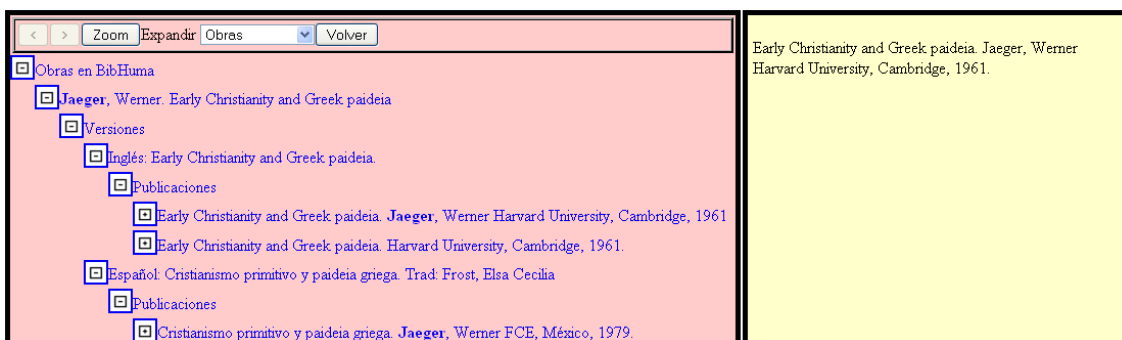 < > Zoom Expandir Obras Volver
Obras en BibHuma
Jaeger, Werner. Early Christianity and Greek paideia
Versiones
Inglés: Early Christianity and Greek paideia.
Publicaciones
Early Christianity and Greek paideia. Jaeger, Werner Harvard University, Cambridge, 1961
Early Christianity and Greek paideia. Harvard University, Cambridge, 1961.
Español: Cristianismo primitivo y paideia griega. Trad: Frost, Elsa Cecilia
Publicaciones
Cristianismo primitivo y paideia griega. Jaeger, Werner FCE, México, 1979.
Early Christianity and Greek paideia. Jaeger, Werner
Harvard University, Cambridge, 1961.